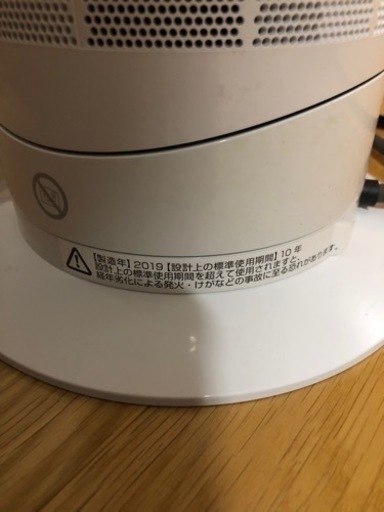 【製造年】2019【設計上の標準使用期間】10年
設計上の標準使用期間を超えて使用されますと、
経年劣化による発火・けがなどの事故に至る恐れがあります。